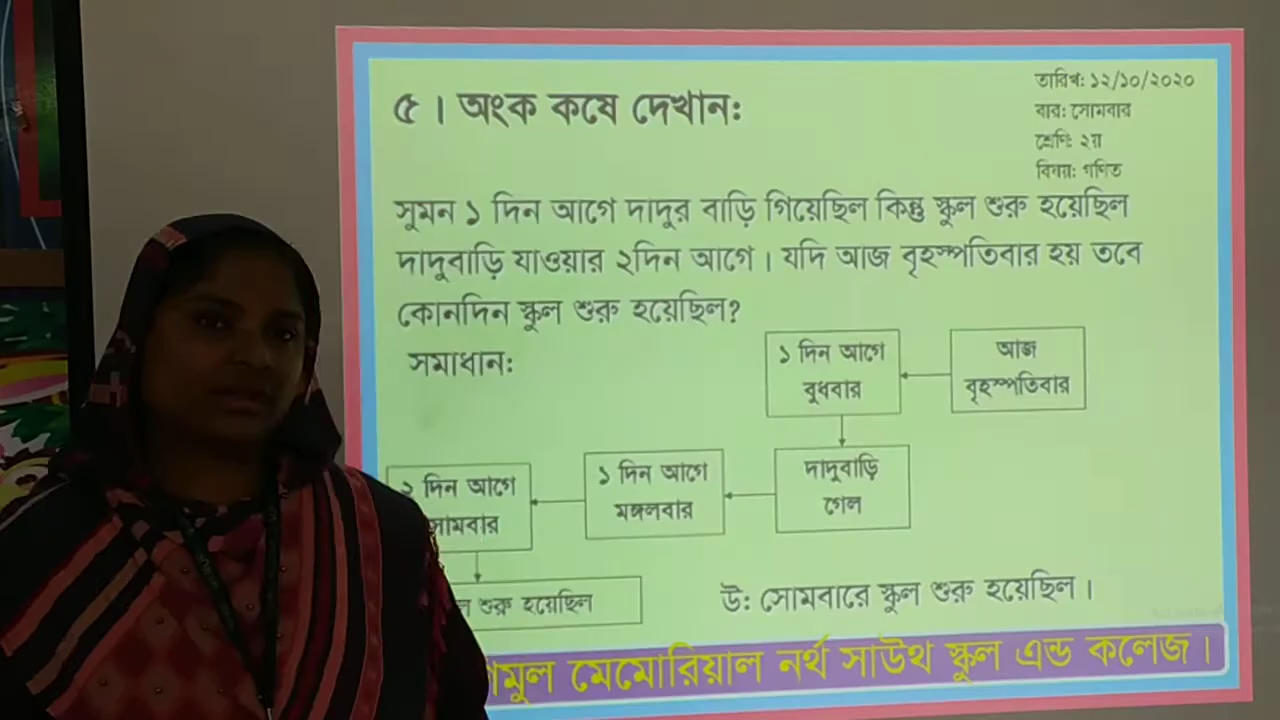 তারিখ: ১২/১০/২০২০
বার: সোমবার
শ্রেণি: ২য়
বিষয়: গণিত
৫। অংক কষে দেখান:
সুমন ১ দিন আগে দাদুর বাড়ি গিয়েছিল কিন্তু স্কুল শুরু হয়েছিল
দাদুবাড়ি যাওয়ার ২দিন আগে। যদি আজ বৃহস্পতিবার হয় তবে
কোনদিন স্কুল শুরু হয়েছিল?
সমাধান:
আজ
বৃহস্পতিবার
১ দিন আগে
বুধবার
দাদুবাড়ি
গেল
১ দিন আগে
মঙ্গলবার
২ দিন আগে
সোমবার
শুরু হয়েছিল
উ: সোমবারে স্কুল শুরু হয়েছিল।
মেমোরিয়াল নর্থ সাউথ স্কুল এন্ড কলেজ।